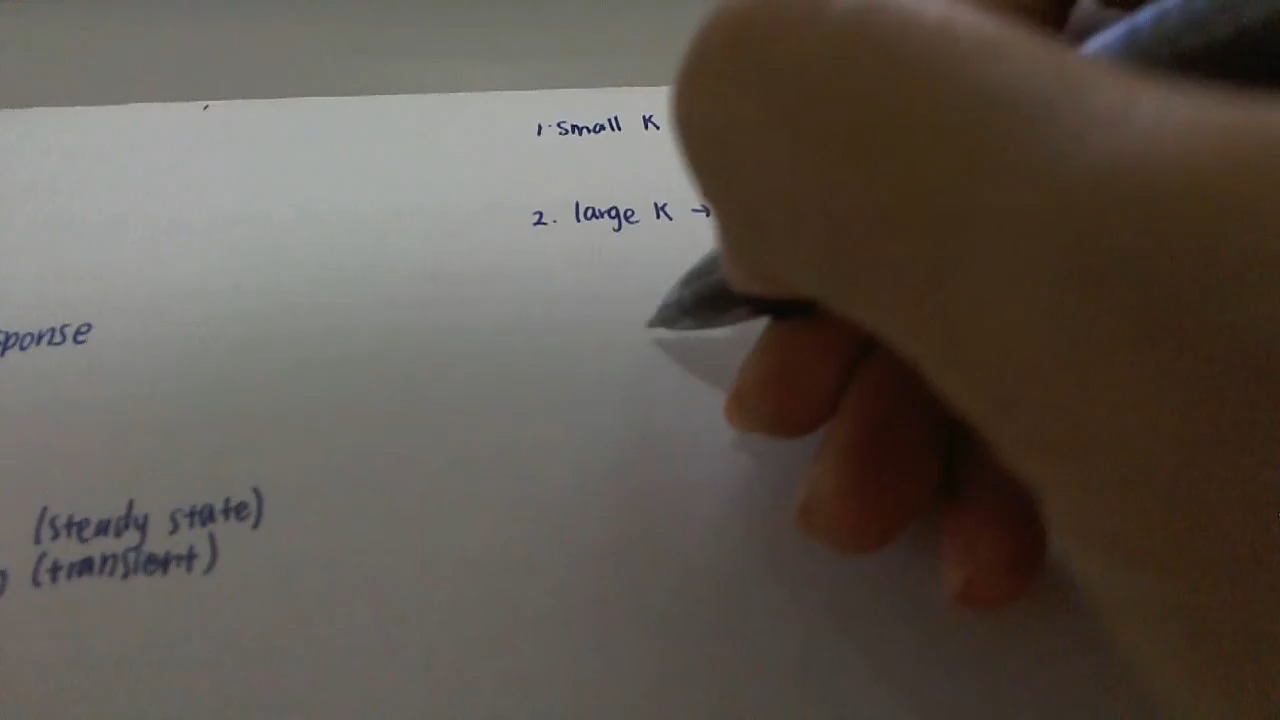 1. small K
2. large K →
ponse
(steady state)
(transient)